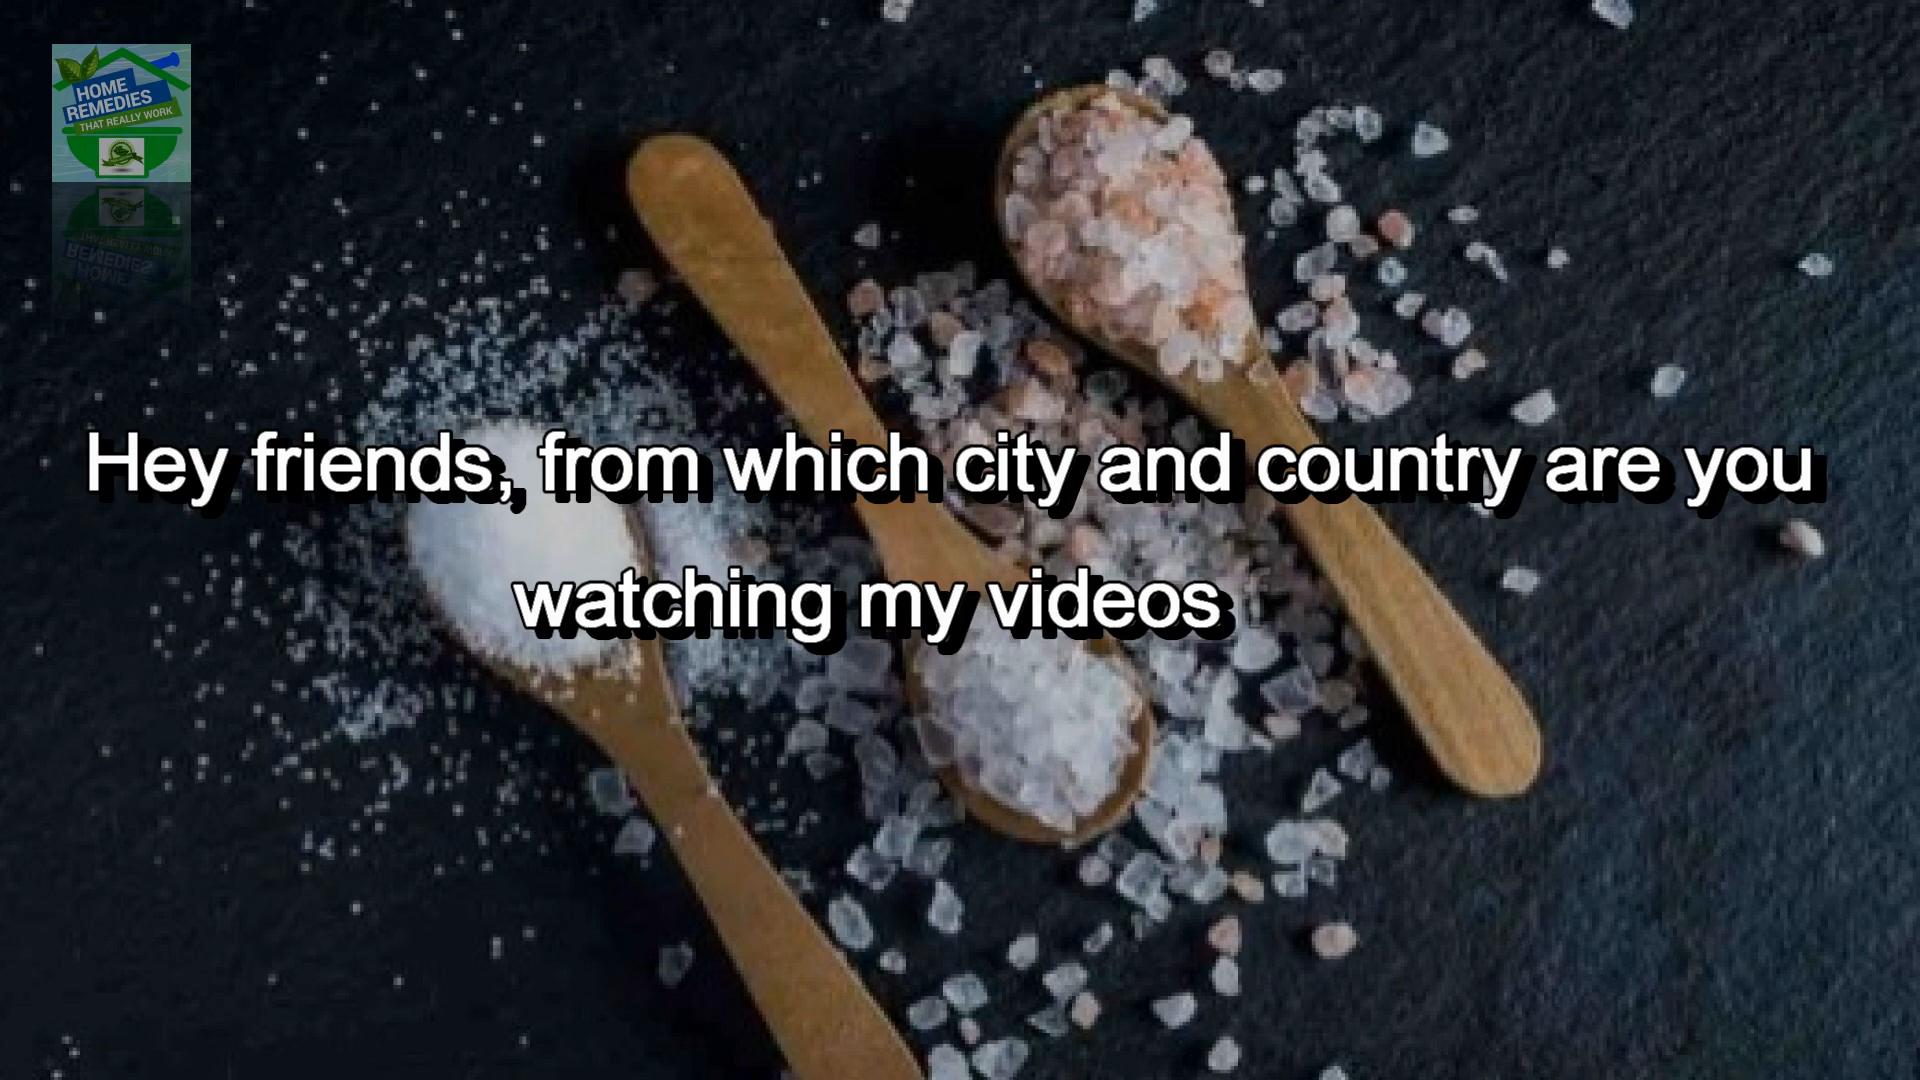 HOME
REMEDIES
THAT REALLY WORK
Hey friends, from which city and country are you
watching my videos